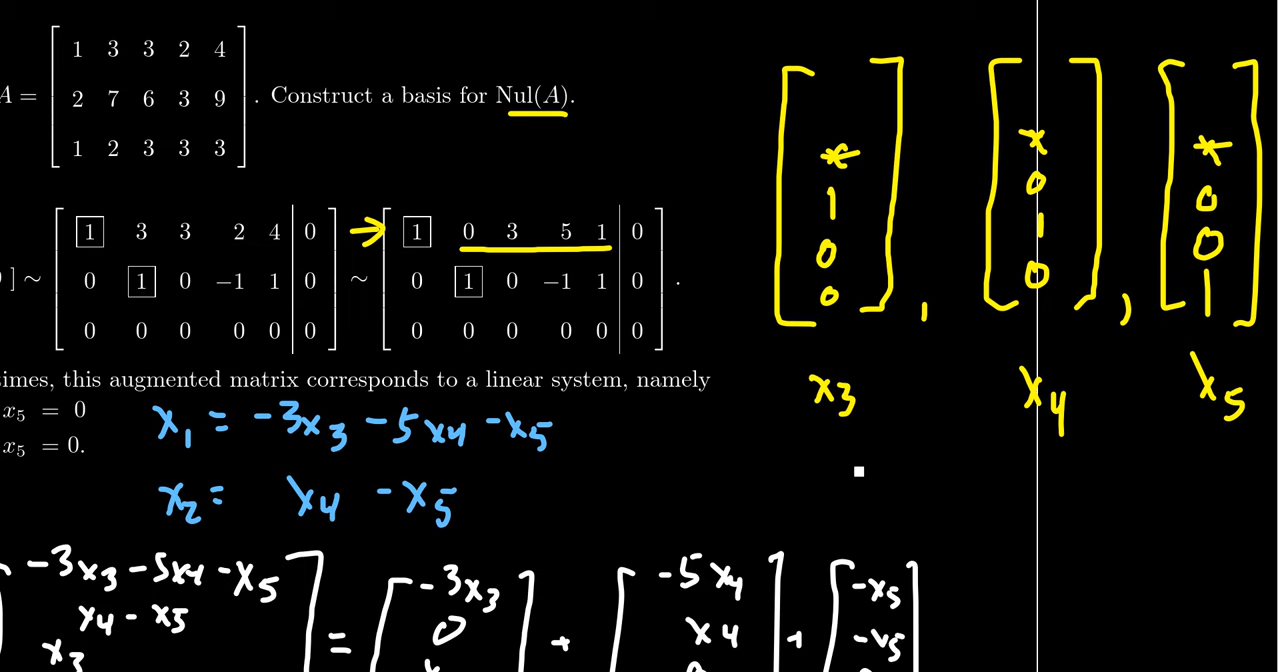 A = [ 1 3 3 2 4
2 7 6 3 9
1 2 3 3 3 ] . Construct a basis for Nul(A).
] ∼ [ 1 3 3 2 4 | 0
0 1 0 −1 1 | 0
0 0 0 0 0 | 0 ] ∼ → [ 1 0 3 5 1 | 0
0 1 0 −1 1 | 0
0 0 0 0 0 | 0 ] .
[ * 1 0 0 ] , [ * 0 1 0 ] , [ * 0 0 1 ]
x3 x4 x5
times, this augmented matrix corresponds to a linear system, namely
x5 = 0
x5 = 0.
x1 = -3x3 - 5x4 - x5
x2 = x4 - x5
-3x3 - 5x4 - x5
x4 - x5
x3
] = [ -3x3
0
+ [ -5x4
x4
+ [ -x5
-x5